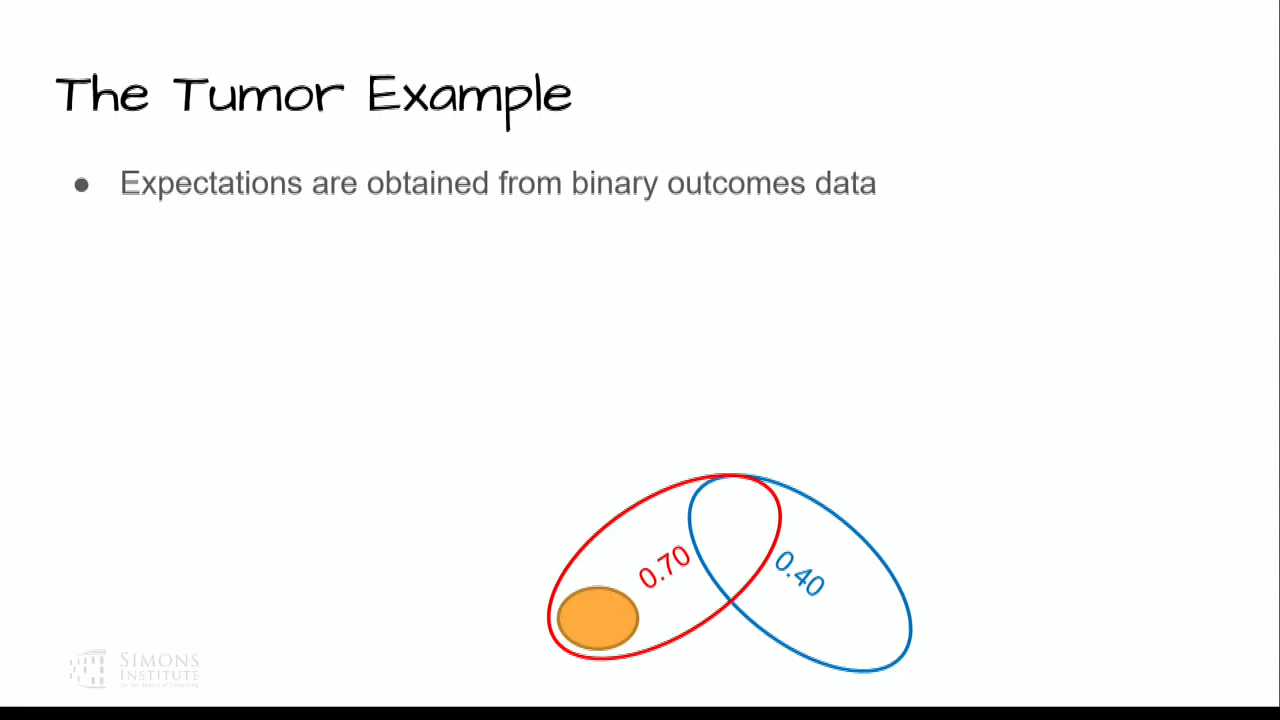 The Tumor Example
● Expectations are obtained from binary outcomes data
0.70
0.40
SIMONS
INSTITUTE